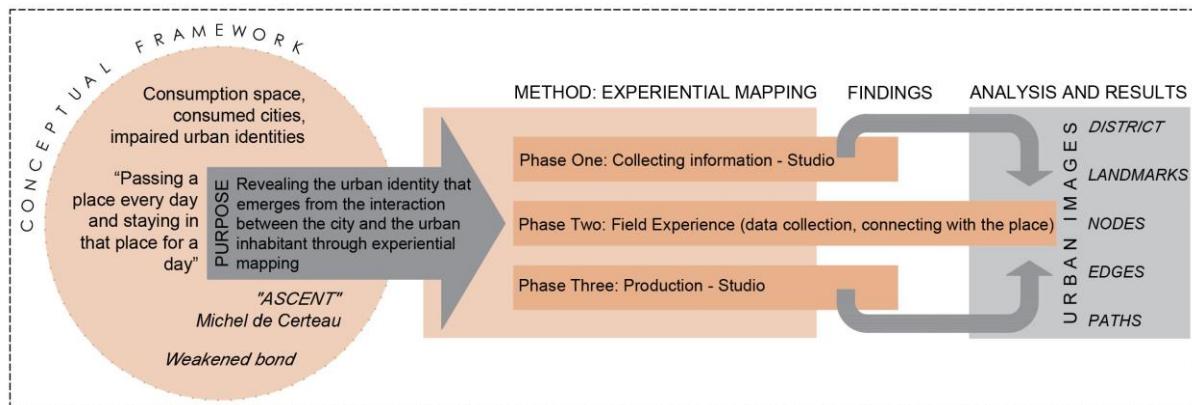 CONCEPTUAL FRAMEWORK
Consumption space,
consumed cities,
impaired urban identities
“Passing a
place every day
and staying in
that place for a
day”
"ASCENT"
Michel de Certeau
Weakened bond
PURPOSE
Revealing the urban identity that
emerges from the interaction
between the city and the urban
inhabitant through experiential
mapping
METHOD: EXPERIENTIAL MAPPING
Phase One: Collecting information - Studio
Phase Two: Field Experience (data collection, connecting with the place)
Phase Three: Production - Studio
FINDINGS
ANALYSIS AND RESULTS
URBAN IMAGES
DISTRICT
LANDMARKS
NODES
EDGES
PATHS